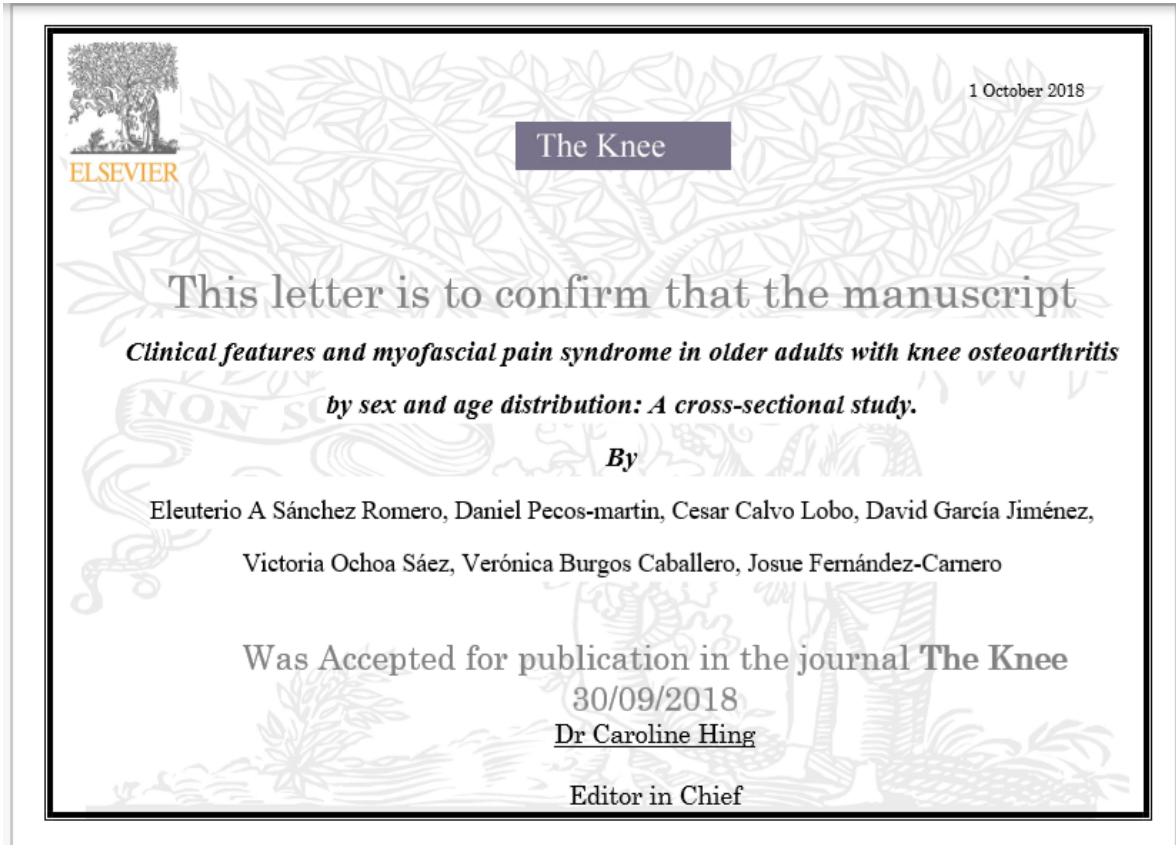 1 October 2018
The Knee
ELSEVIER
This letter is to confirm that the manuscript
Clinical features and myofascial pain syndrome in older adults with knee osteoarthritis
by sex and age distribution: A cross-sectional study.
NON S
By
Eleuterio A Sánchez Romero, Daniel Pecos-martin, Cesar Calvo Lobo, David García Jiménez,
Victoria Ochoa Sáez, Verónica Burgos Caballero, Josue Fernández-Carnero
Was Accepted for publication in the journal The Knee
30/09/2018
Dr Caroline Hing
Editor in Chief